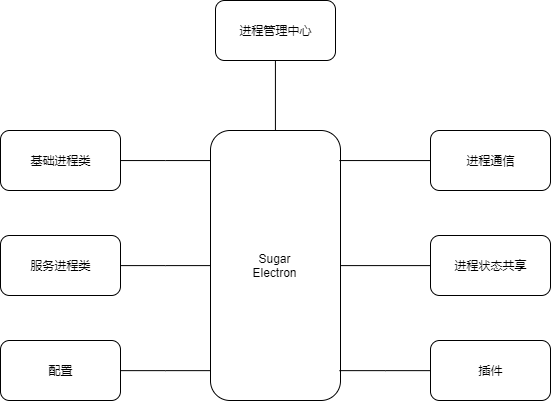 进程管理中心
基础进程类
进程通信
服务进程类
Sugar
Electron
进程状态共享
配置
插件